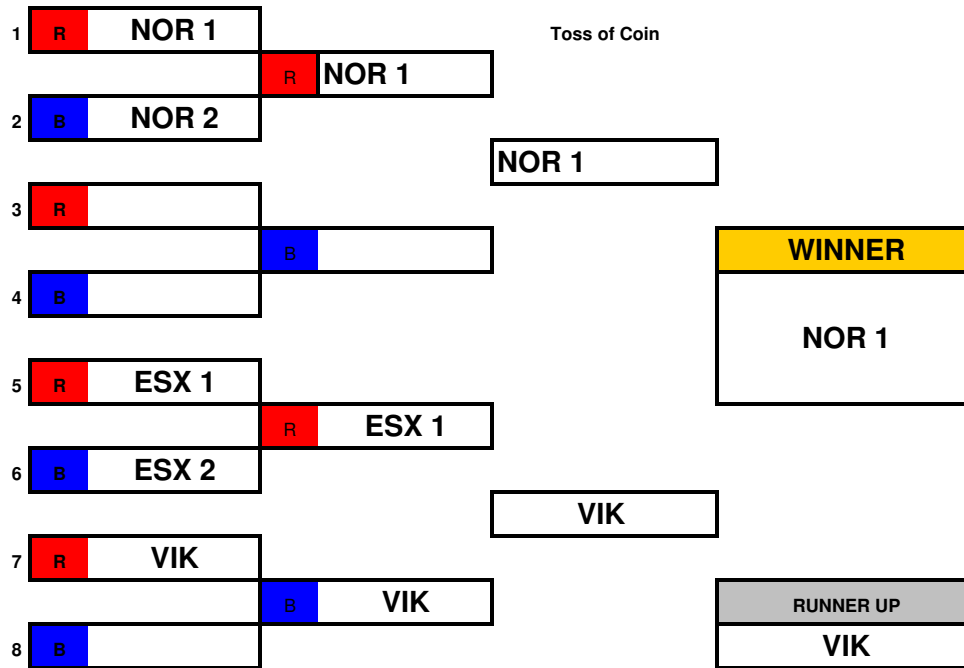 1 R NOR 1
Toss of Coin
R NOR 1
2 B NOR 2
NOR 1
3 R
B
WINNER
4 B
NOR 1
5 R ESX 1
R ESX 1
6 B ESX 2
VIK
7 R VIK
B VIK
RUNNER UP
8 B
VIK